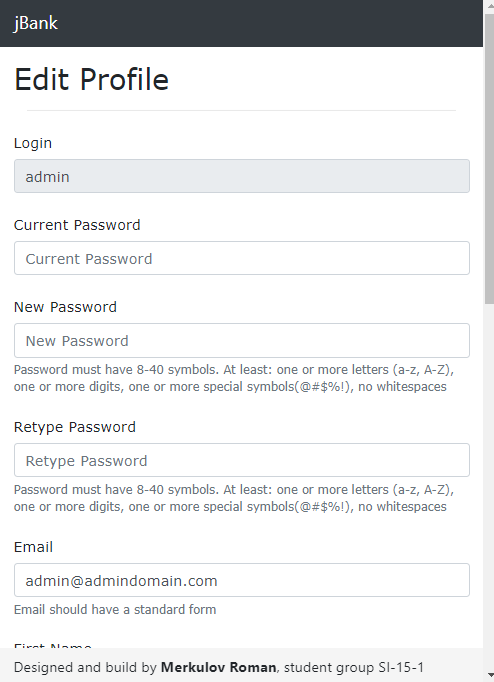 jBank
Edit Profile
Login
admin
Current Password
Current Password
New Password
New Password
Password must have 8-40 symbols. At least: one or more letters (a-z, A-Z),
one or more digits, one or more special symbols(@#$%!), no whitespaces
Retype Password
Retype Password
Password must have 8-40 symbols. At least: one or more letters (a-z, A-Z),
one or more digits, one or more special symbols(@#$%!), no whitespaces
Email
admin@admindomain.com
Email should have a standard form
First Name
Designed and build by Merkulov Roman, student group SI-15-1